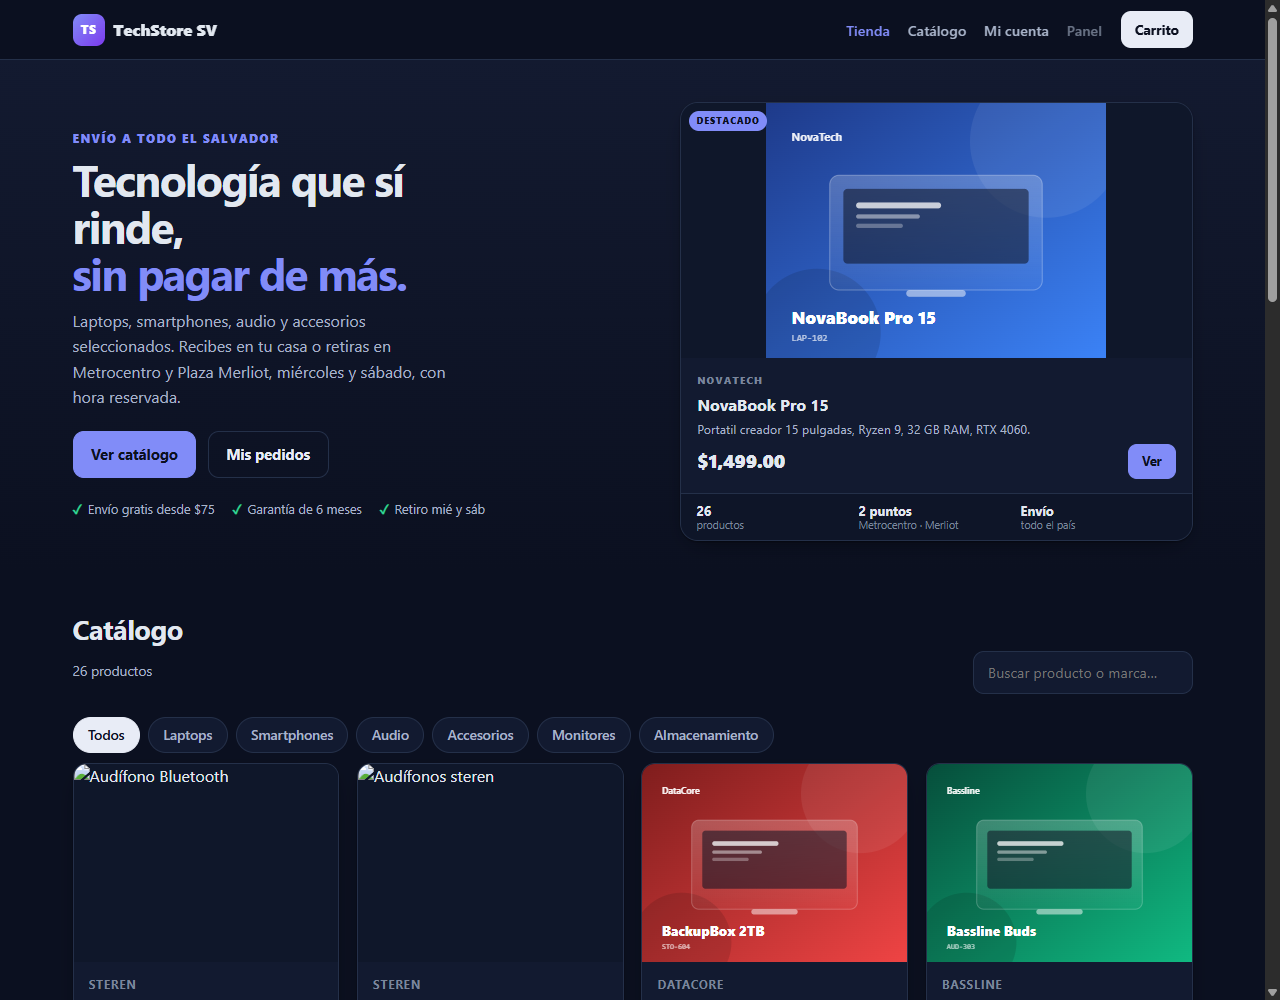 TS TechStore SV
Tienda Catálogo Mi cuenta Panel Carrito
ENVÍO A TODO EL SALVADOR
Tecnología que sí
rinde,
sin pagar de más.
Laptops, smartphones, audio y accesorios
seleccionados. Recibes en tu casa o retiras en
Metrocentro y Plaza Merliot, miércoles y sábado, con
hora reservada.
Ver catálogo Mis pedidos
✓ Envío gratis desde $75 ✓ Garantía de 6 meses ✓ Retiro mié y sáb
DESTACADO
NovaTech
NovaBook Pro 15
LAP-102
NOVATECH
NovaBook Pro 15
Portatil creador 15 pulgadas, Ryzen 9, 32 GB RAM, RTX 4060.
$1,499.00 Ver
26 2 puntos Envío
productos Metrocentro · Merliot todo el país
Catálogo
26 productos
Buscar producto o marca...
Todos Laptops Smartphones Audio Accesorios Monitores Almacenamiento
Audífono Bluetooth
STEREN
Audífonos steren
STEREN
DataCore
BackupBox 2TB
STO-604
DATACORE
Bassline
Bassline Buds
AUD-303
BASSLINE